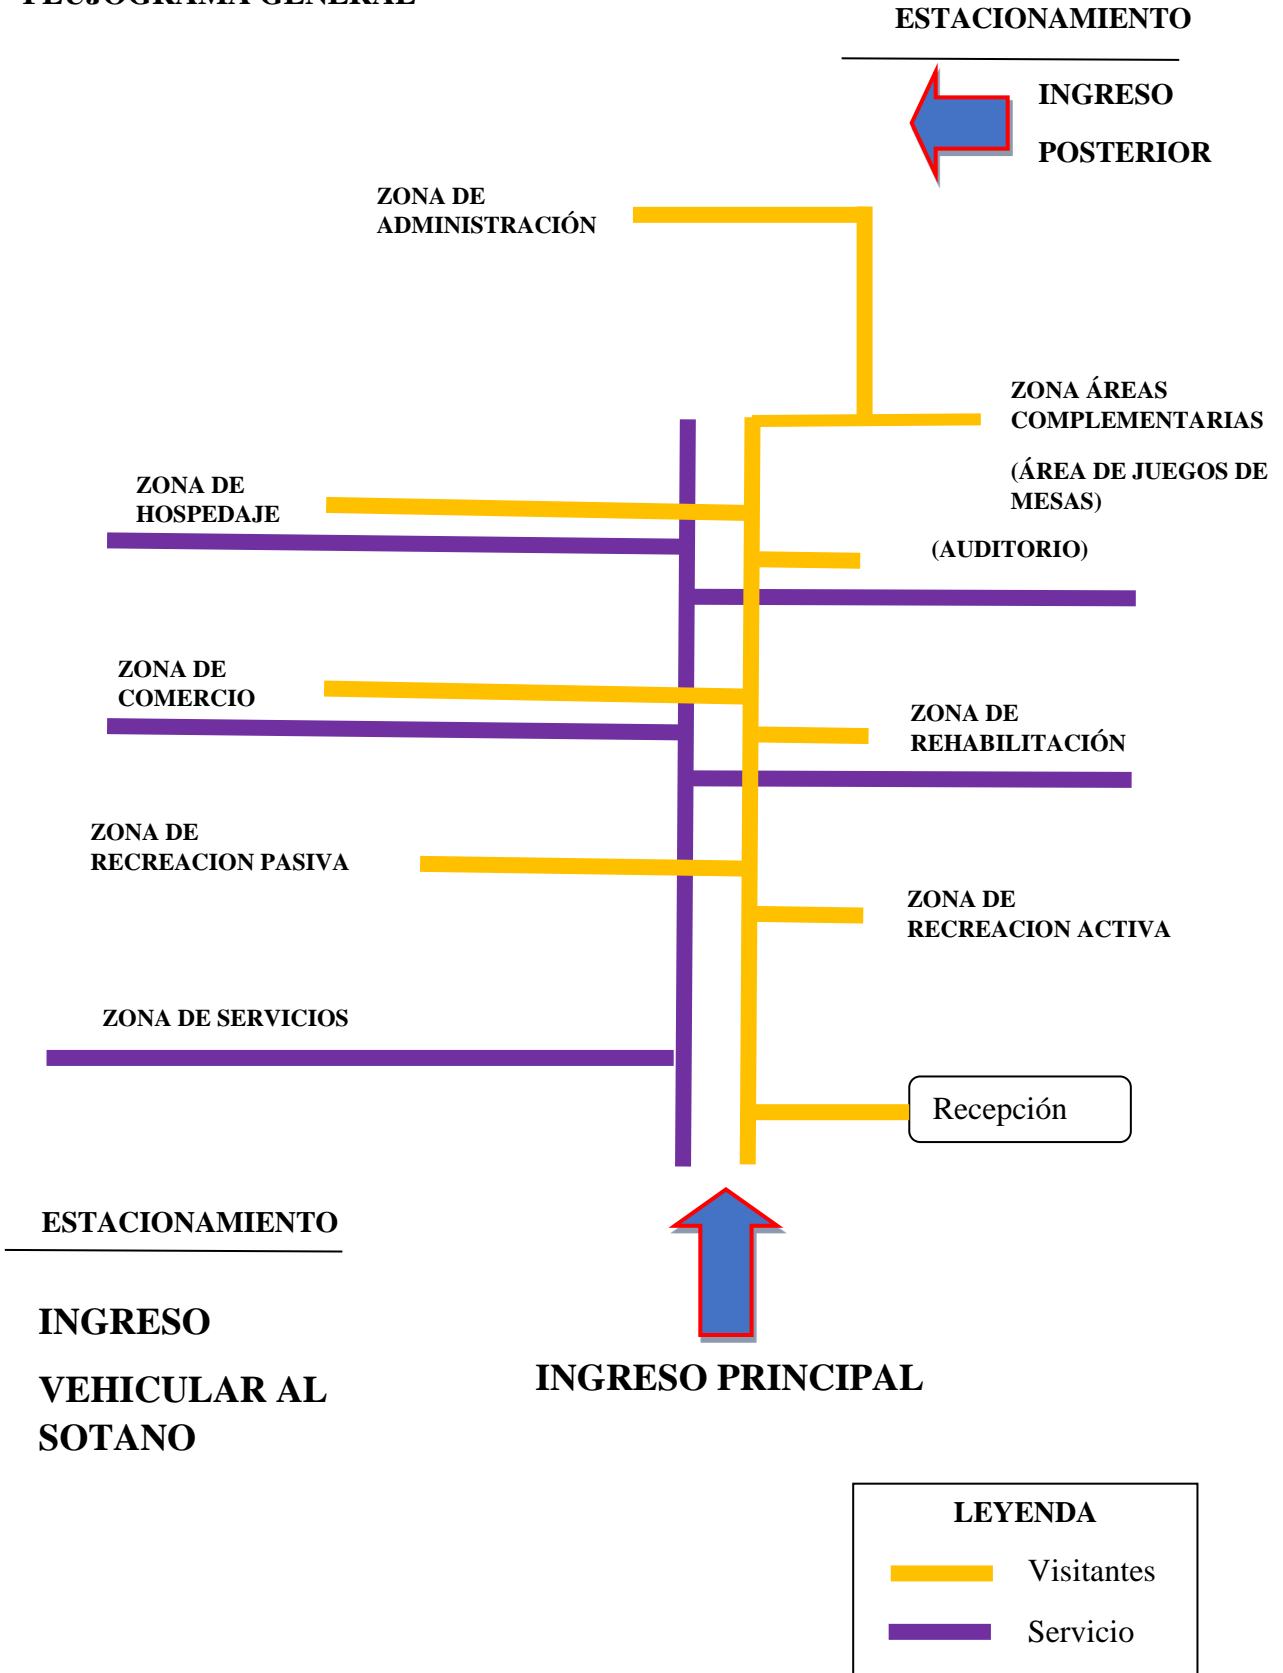 FLUJOGRAMA GENERAL
ESTACIONAMIENTO
INGRESO
POSTERIOR
ZONA DE
ADMINISTRACIÓN
ZONA ÁREAS
COMPLEMENTARIAS
(ÁREA DE JUEGOS DE
MESAS)
ZONA DE
HOSPEDAJE
(AUDITORIO)
ZONA DE
COMERCIO
ZONA DE
REHABILITACIÓN
ZONA DE
RECREACION PASIVA
ZONA DE
RECREACION ACTIVA
ZONA DE SERVICIOS
Recepción
ESTACIONAMIENTO
INGRESO
VEHICULAR AL
SOTANO
INGRESO PRINCIPAL
LEYENDA
Visitantes
Servicio